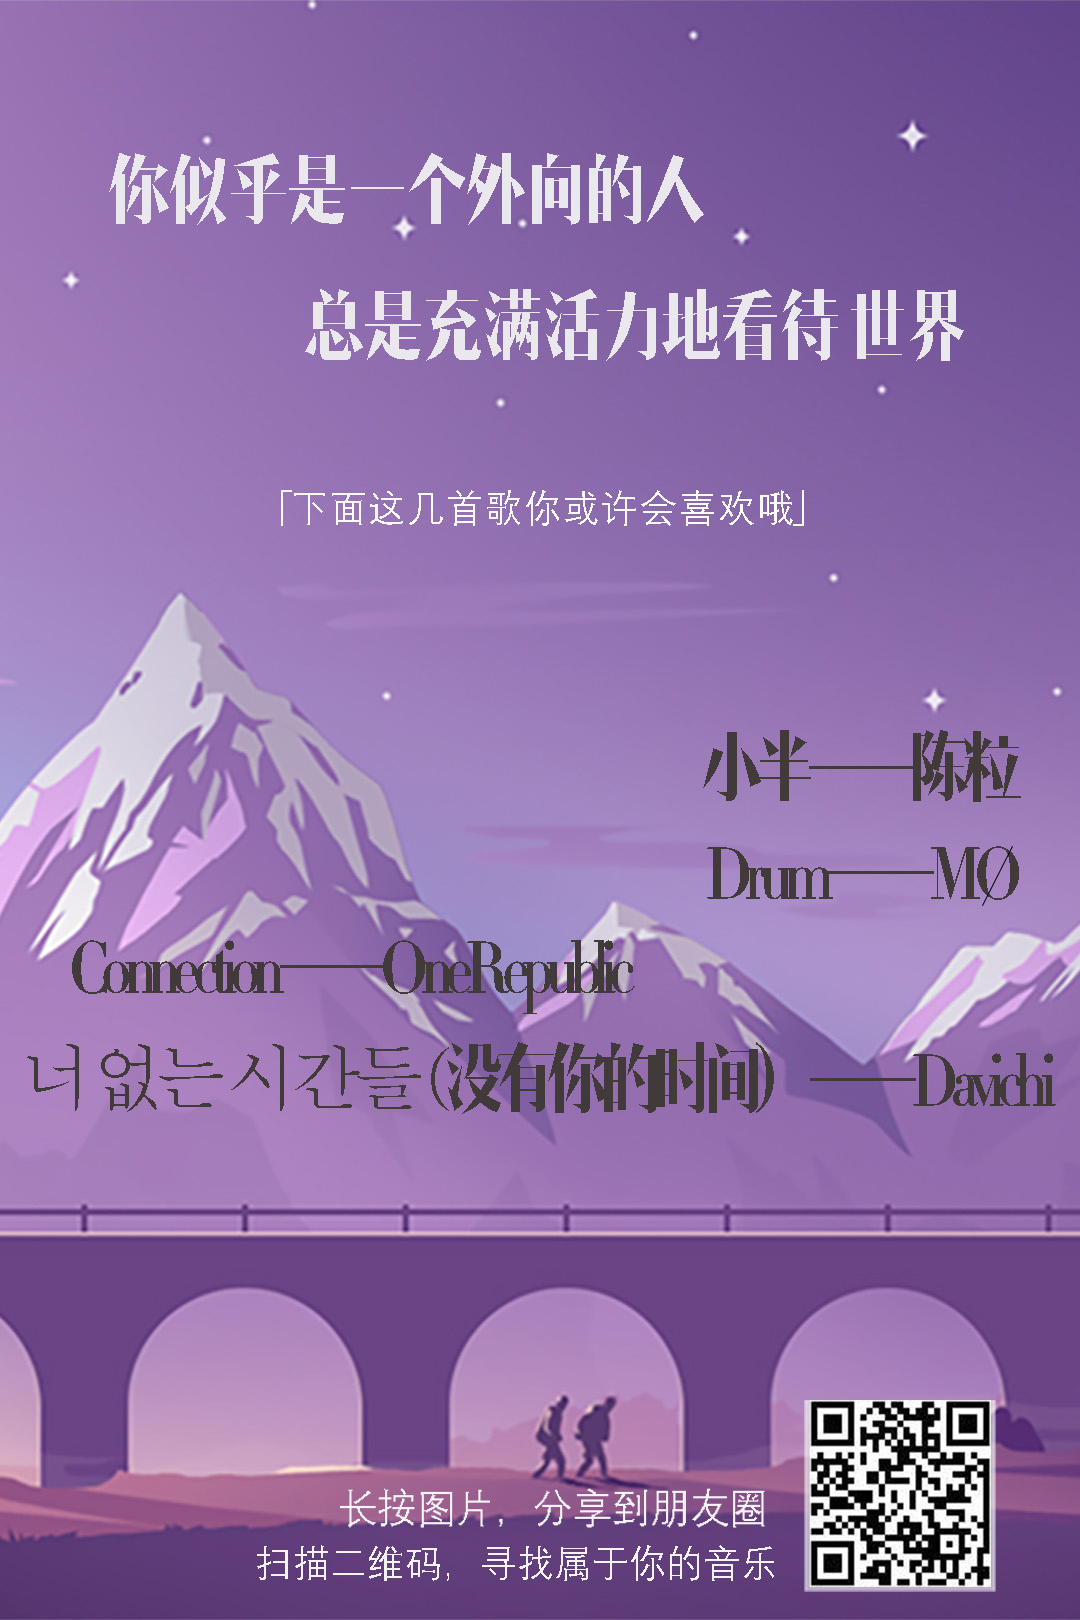 你似乎是一个外向的人
总是充满活力地看待世界
「下面这几首歌你或许会喜欢哦」
小半——陈粒
Drum——MØ
Connection——OneRepublic
너 없는 시간들 (没有你的时间) ——Davichi
长按图片，分享到朋友圈
扫描二维码，寻找属于你的音乐